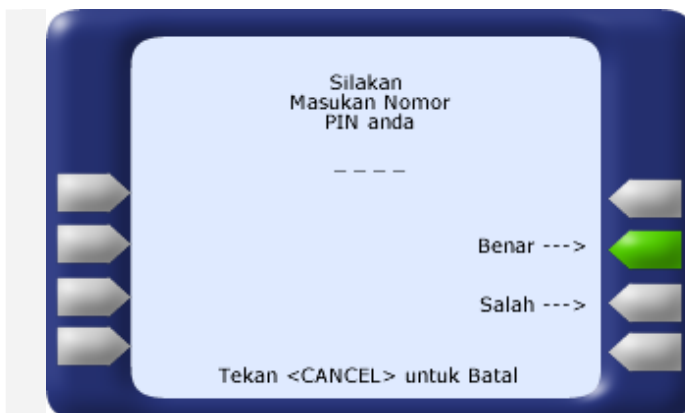 Silakan
Masukan Nomor
PIN anda
_ _ _ _
Benar --->
Salah --->
Tekan <CANCEL> untuk Batal